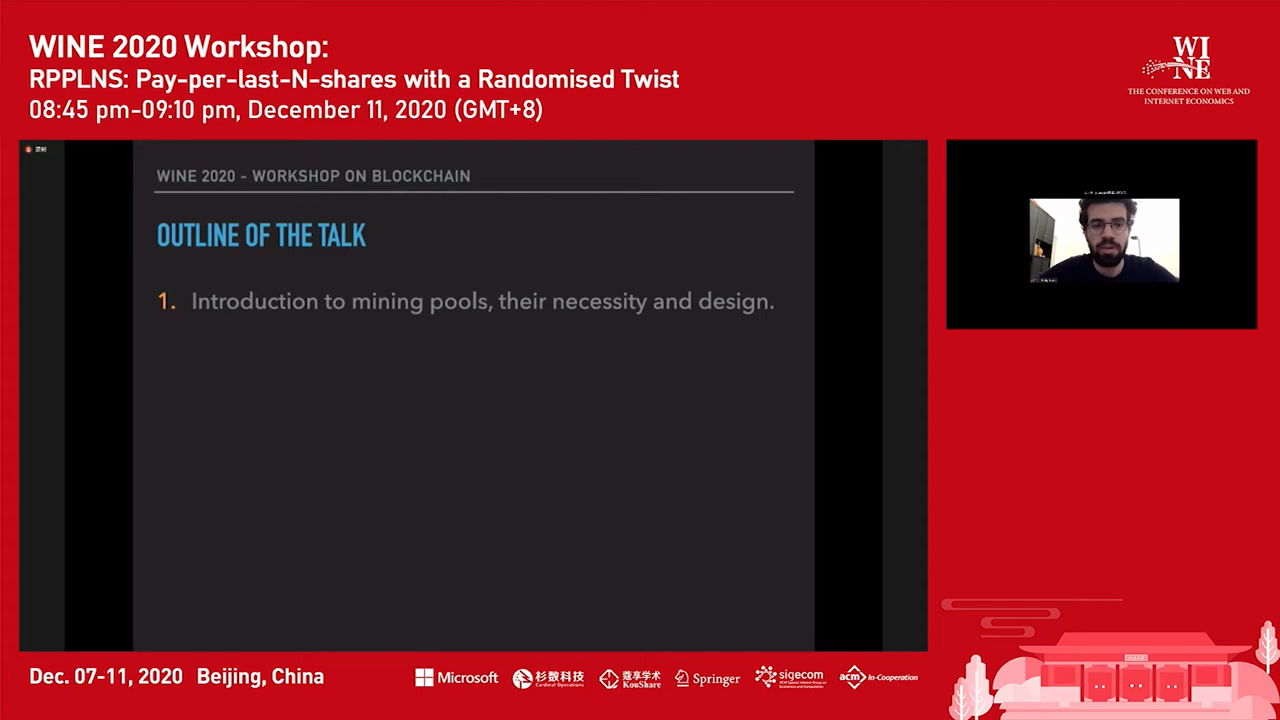 WINE 2020 Workshop:
RPPLNS: Pay-per-last-N-shares with a Randomised Twist
08:45 pm-09:10 pm, December 11, 2020 (GMT+8)
WI
NE
THE CONFERENCE ON WEB AND
INTERNET ECONOMICS
WINE 2020 - WORKSHOP ON BLOCKCHAIN
OUTLINE OF THE TALK
1. Introduction to mining pools, their necessity and design.
Dec. 07-11, 2020 Beijing, China
Microsoft
杉数科技
Cardinal Operations
蔻享学术
KouShare
Springer
sigecom
acm In-Cooperation